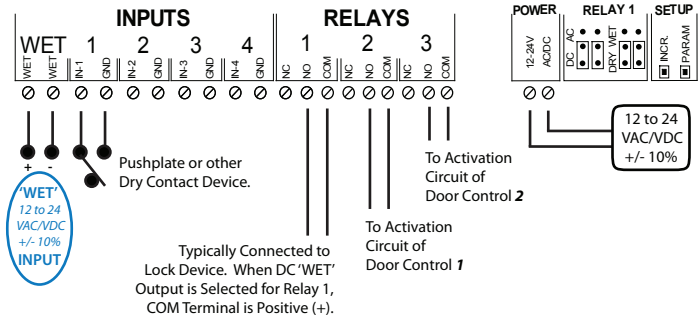 INPUTS
RELAYS
POWER
RELAY 1
SETUP
WET
1
2
3
4
1
2
3
WET
WET
IN-1
GND
IN-2
GND
IN-3
GND
IN-4
GND
NC
NO
COM
NC
NO
COM
NC
NO
COM
12-24V
AC/DC
DC
AC
DRY
WET
INCR.
PARAM
+ -
'WET'
12 to 24
VAC/VDC
+/- 10%
INPUT
Pushplate or other
Dry Contact Device.
Typically Connected to
Lock Device. When DC 'WET'
Output is Selected for Relay 1,
COM Terminal is Positive (+).
To Activation
Circuit of
Door Control 1
To Activation
Circuit of
Door Control 2
12 to 24
VAC/VDC
+/- 10%